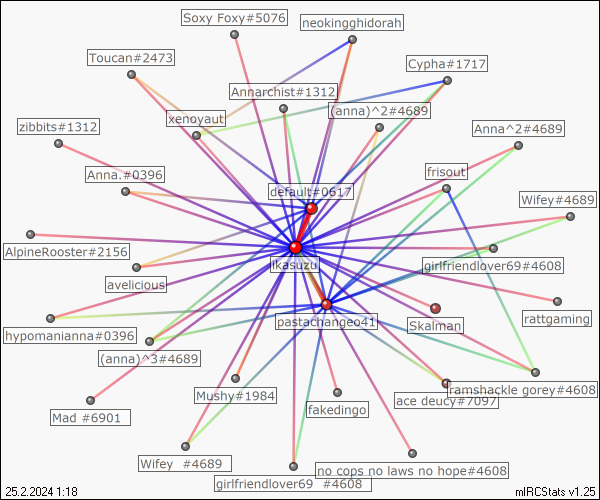 Soxy Foxy#5076
neokingghidorah
Toucan#2473
Cypha#1717
Annarchist#1312
(anna)^2#4689
xenoyaut
zibbits#1312
Anna^2#4689
Anna.#0396
frisout
default#0617
Wifey#4689
AlpineRooster#2156
ikasuzu
girlfriendlover69#4608
avelicious
hypomanianna#0396
pastachangeo41
Skalman
rattgaming
(anna)^3#4689
Mushy#1984
ace deucy#7097
ramshackle gorey#4608
Mad #6901
fakedingo
Wifey  #4689
no cops no laws no hope#4608
girlfriendlover69  #4608
25.2.2024 1:18
mIRCStats v1.25